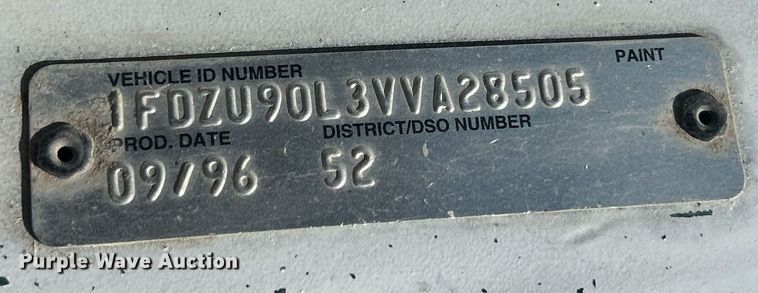 PAINT
VEHICLE ID NUMBER
1FDZU90L3VVA28505
PROD. DATE DISTRICT/DSO NUMBER
09/96 52
Purple Wave Auction